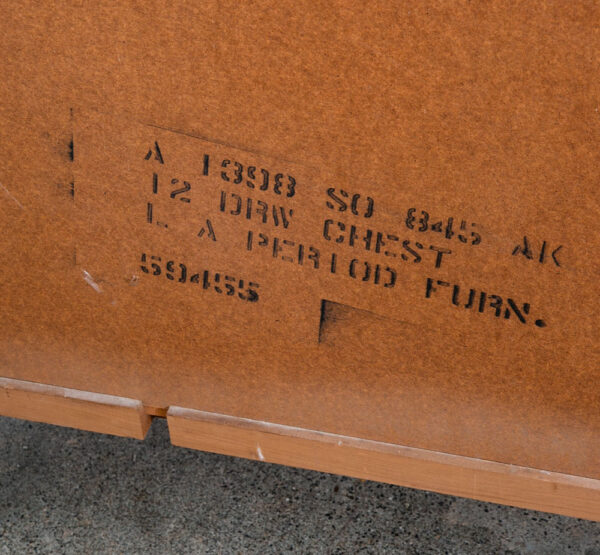 A 1398 SO 845 AK
12 DRW CHEST
L A PERIOD FURN.
59455